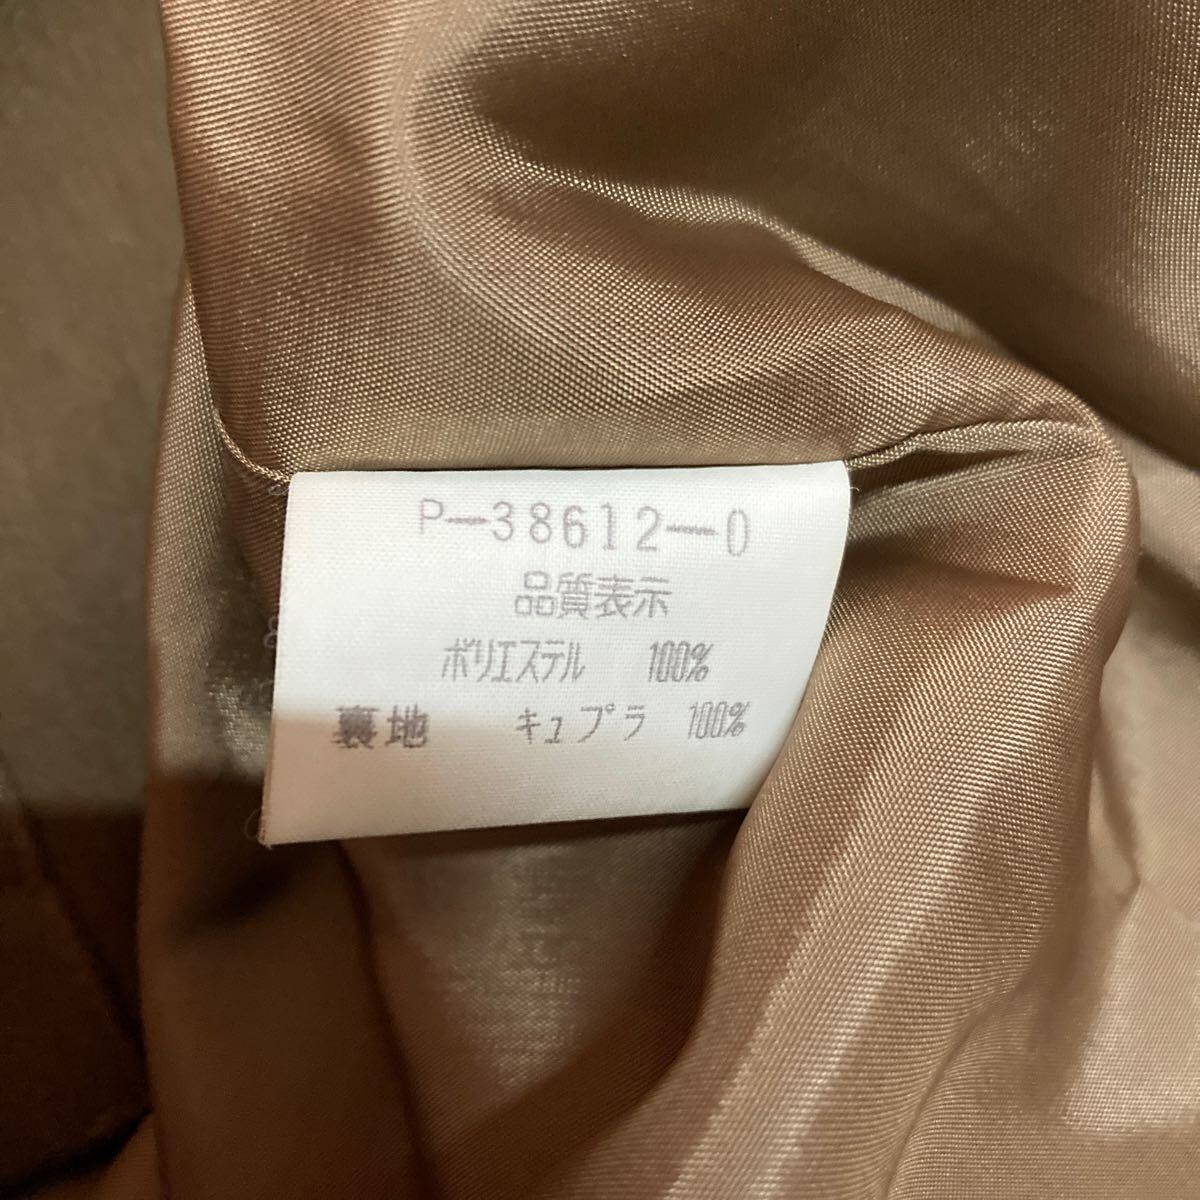 P-38612-0
品質表示
ポリエステル 100%
裏地 キュプラ 100%